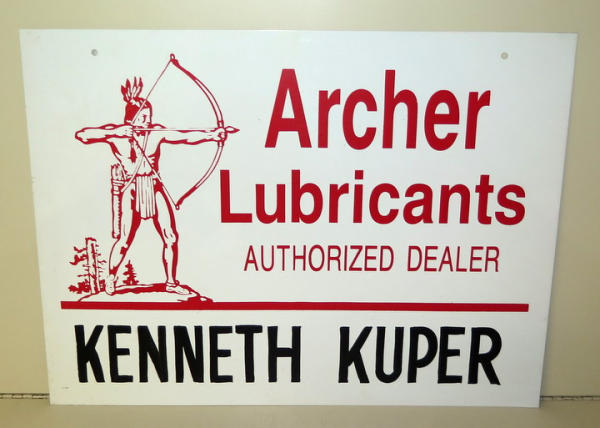 Archer
Lubricants
AUTHORIZED DEALER
KENNETH KUPER